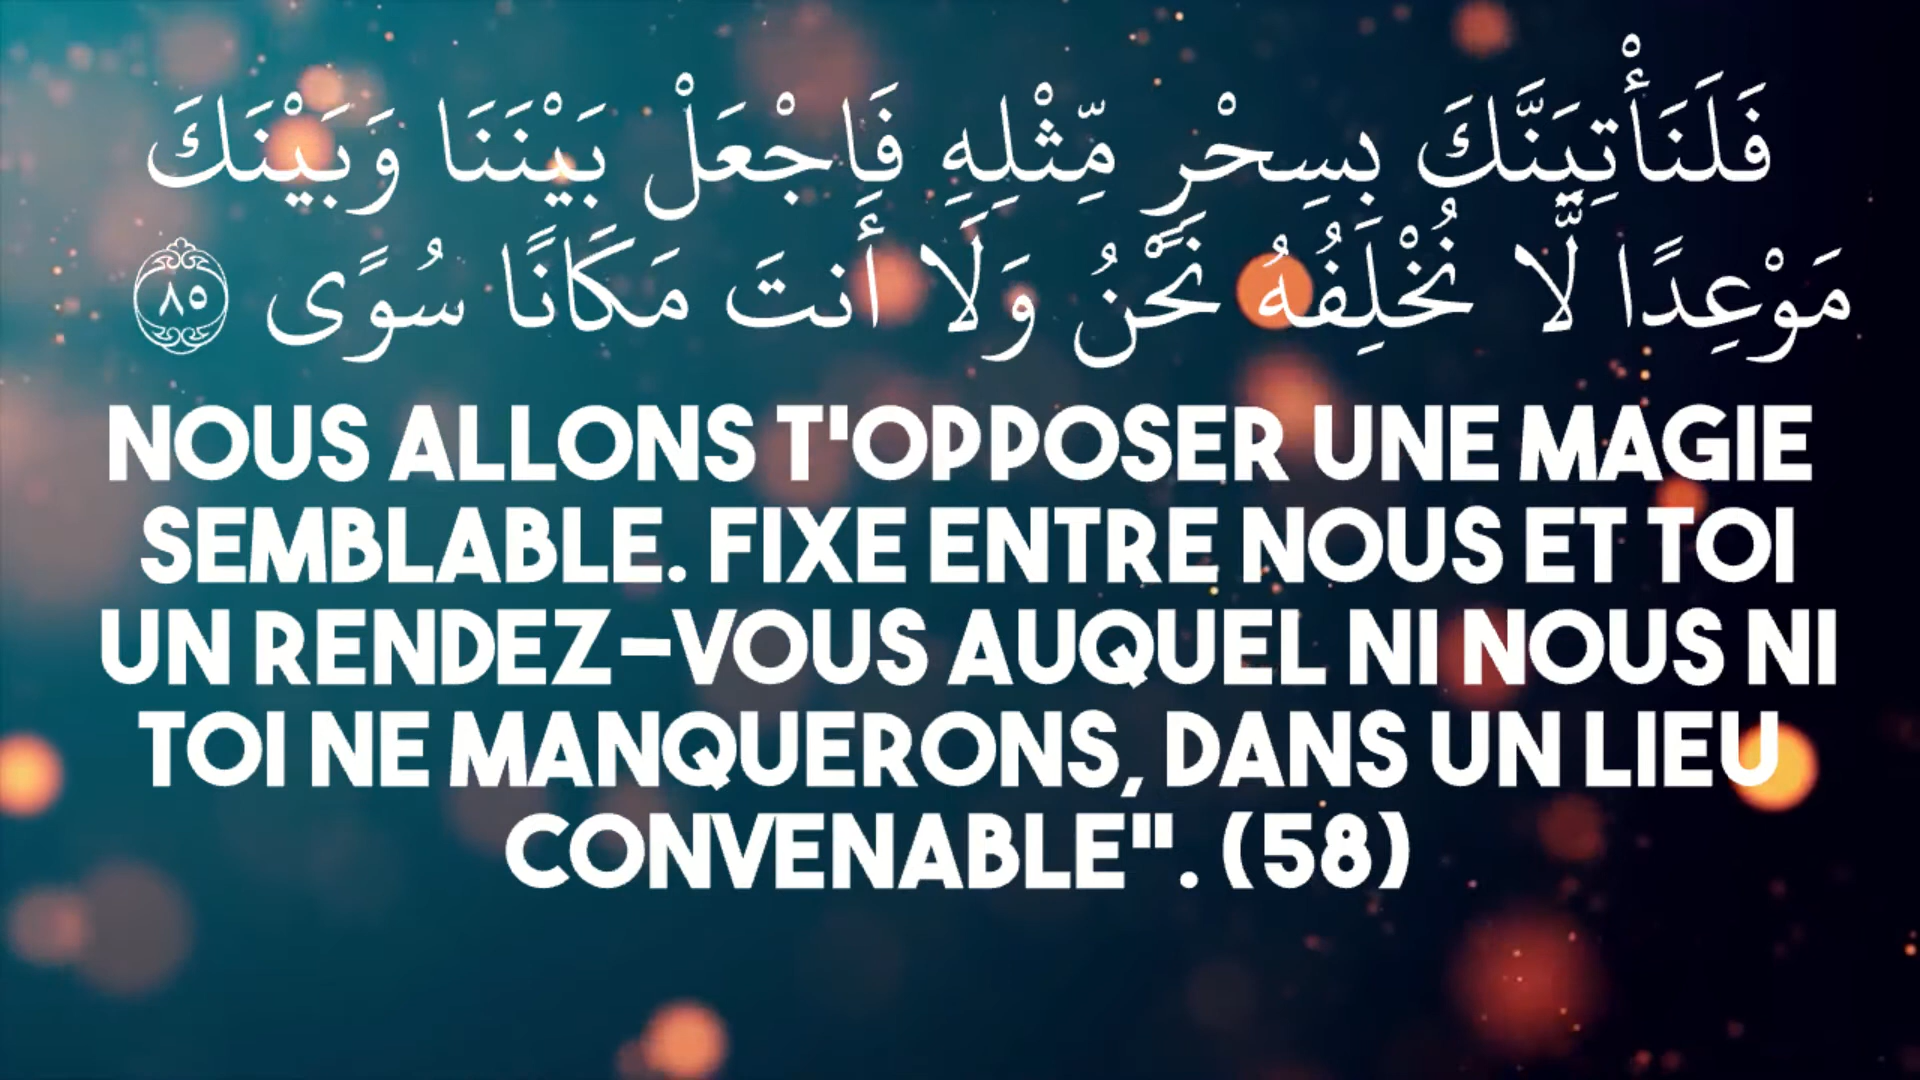 فَلَنَأْتِيَنَّكَ بِسِحْرٍ مِّثْلِهِ فَاجْعَلْ بَيْنَنَا وَبَيْنَكَ
مَوْعِدًا لَّا نُخْلِفُهُ نَحْنُ وَلَا أَنتَ مَكَانًا سُوًى ٨٥
NOUS ALLONS T'OPPOSER UNE MAGIE
SEMBLABLE. FIXE ENTRE NOUS ET TOI
UN RENDEZ-VOUS AUQUEL NI NOUS NI
TOI NE MANQUERONS, DANS UN LIEU
CONVENABLE". (58)